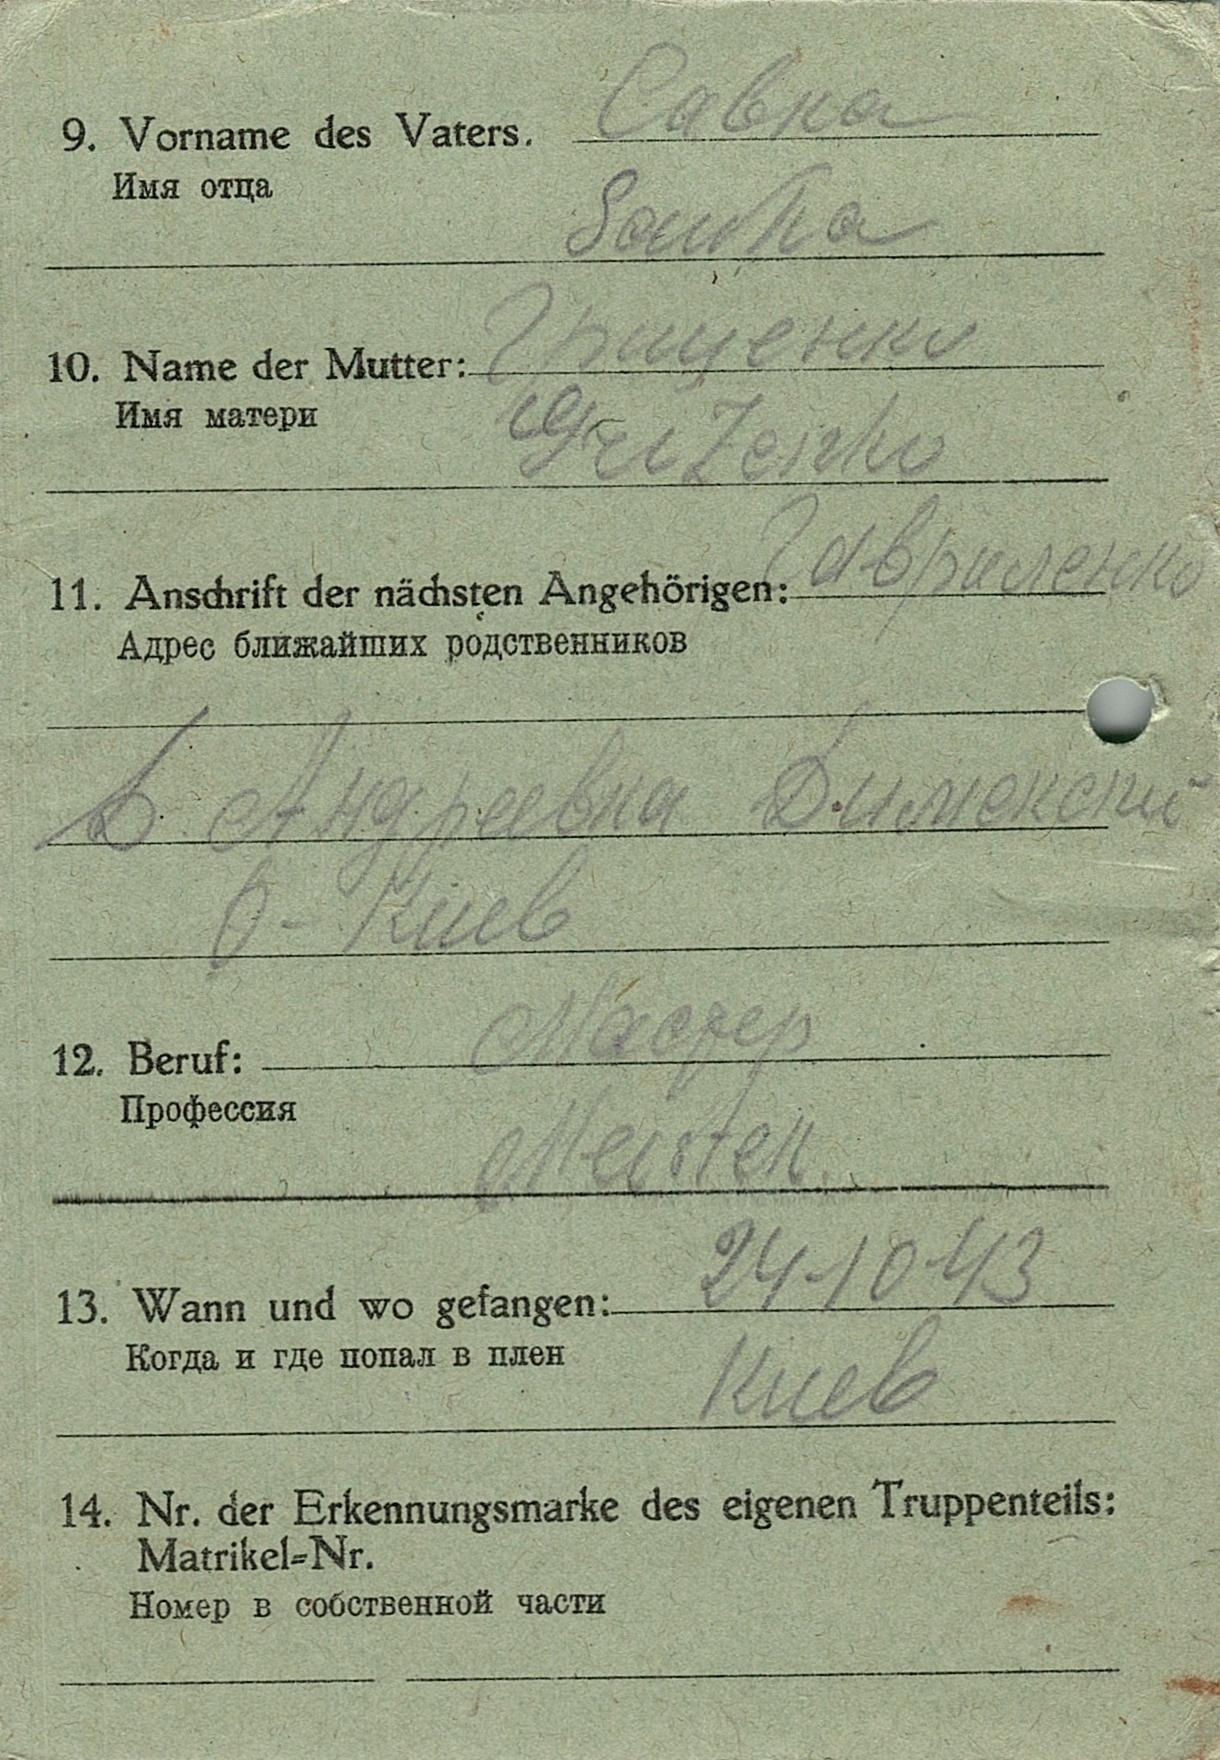 9. Vorname des Vaters. Савка
Имя отца
Sawka
10. Name der Mutter: Гриценко
Имя матери
Grizenko
11. Anschrift der nächsten Angehörigen: Гавриленко
Адрес ближайших родственников
Андреевна
Киев
12. Beruf: Мастер
Профессия
Meister
13. Wann und wo gefangen: 24-10-43
Когда и где попал в плен
Киев
14. Nr. der Erkennungsmarke des eigenen Truppenteils:
Matrikel-Nr.
Номер в собственной части